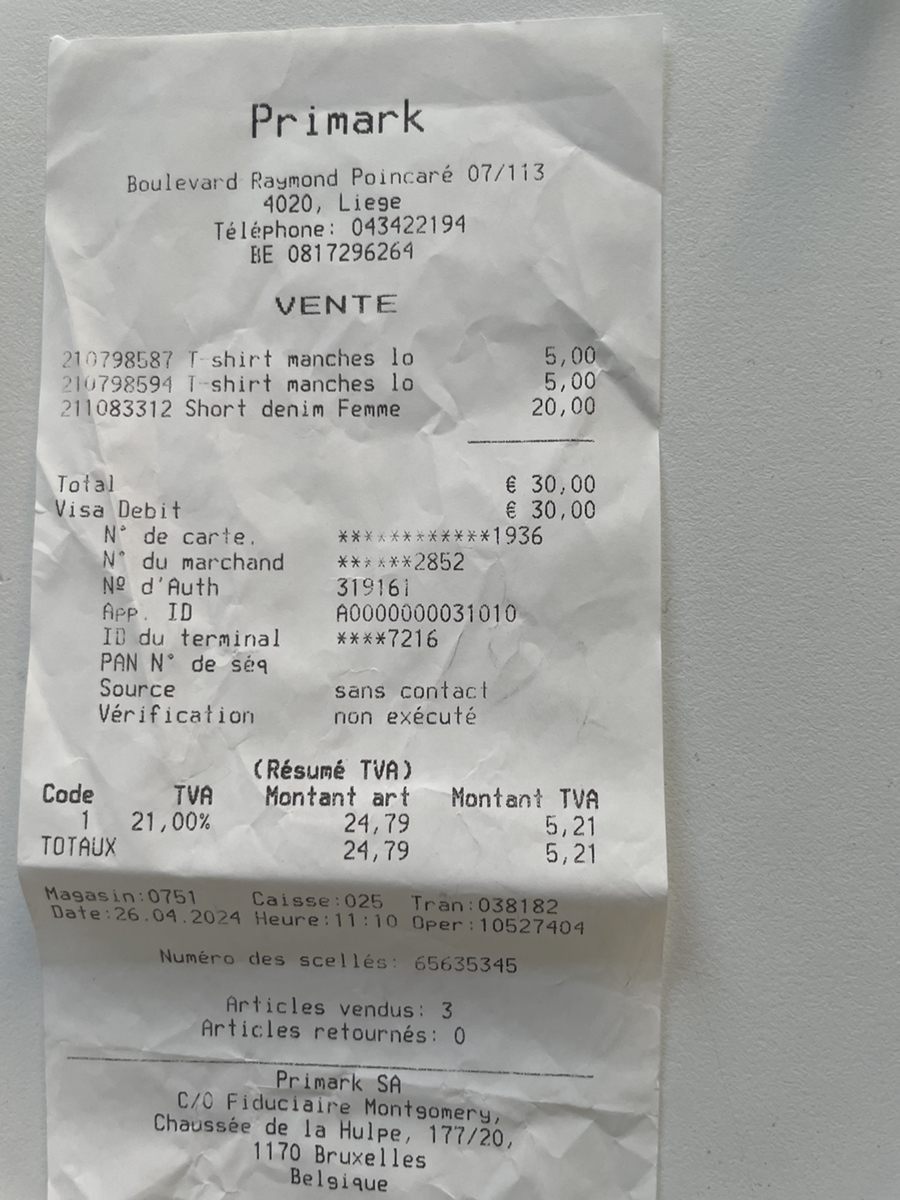 Primark
Boulevard Raymond Poincaré 07/113
4020, Liege
Téléphone: 043422194
BE 0817296264
VENTE
210798587 T-shirt manches lo 5,00
210798594 T-shirt manches lo 5,00
211083312 Short denim Femme 20,00
Total € 30,00
Visa Debit € 30,00
N° de carte. ************1936
N° du marchand ******2852
Nº d'Auth 319161
App. ID A0000000031010
ID du terminal ****7216
PAN N° de séq
Source sans contact
Vérification non exécuté
(Résumé TVA)
Code TVA Montant art Montant TVA
1 21,00% 24,79 5,21
TOTAUX 24,79 5,21
Magasin:0751 Caisse:025 Tran:038182
Date:26.04.2024 Heure:11:10 Oper:10527404
Numéro des scellés: 65635345
Articles vendus: 3
Articles retournés: 0
Primark SA
C/O Fiduciaire Montgomery,
Chaussée de la Hulpe, 177/20,
1170 Bruxelles
Belgique